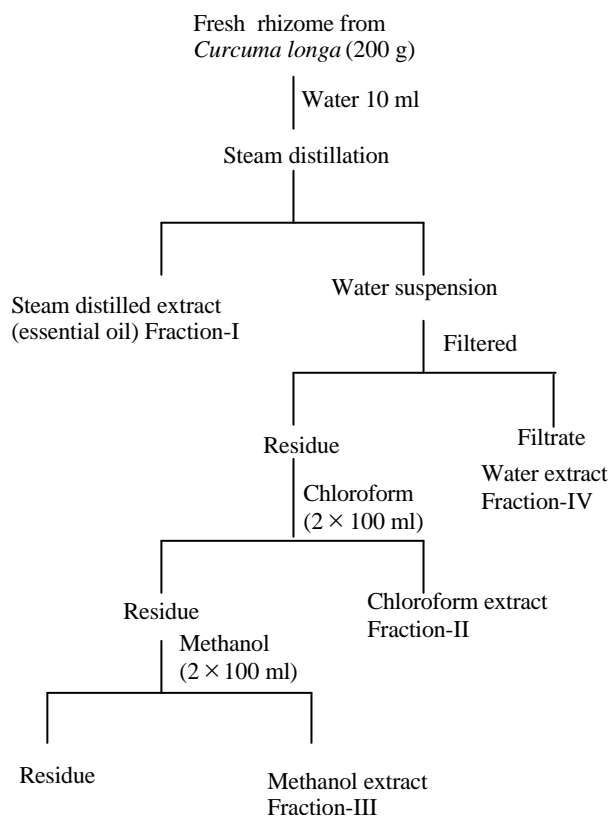 Fresh rhizome from
Curcuma longa (200 g)
Water 10 ml
Steam distillation
Steam distilled extract
(essential oil) Fraction-I
Water suspension
Filtered
Residue
Filtrate
Water extract
Fraction-IV
Chloroform
(2 × 100 ml)
Residue
Chloroform extract
Fraction-II
Methanol
(2 × 100 ml)
Residue
Methanol extract
Fraction-III